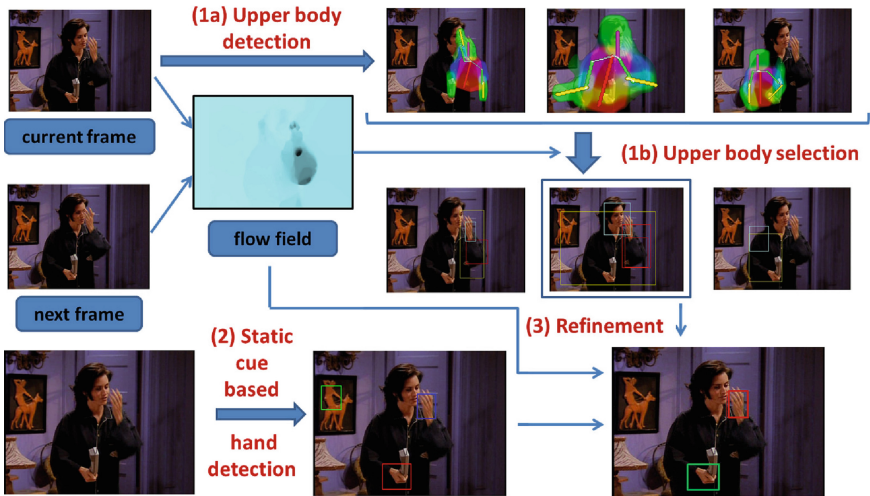 (1a) Upper body
detection
current frame
(1b) Upper body selection
flow field
next frame
(3) Refinement
(2) Static
cue
based
hand
detection